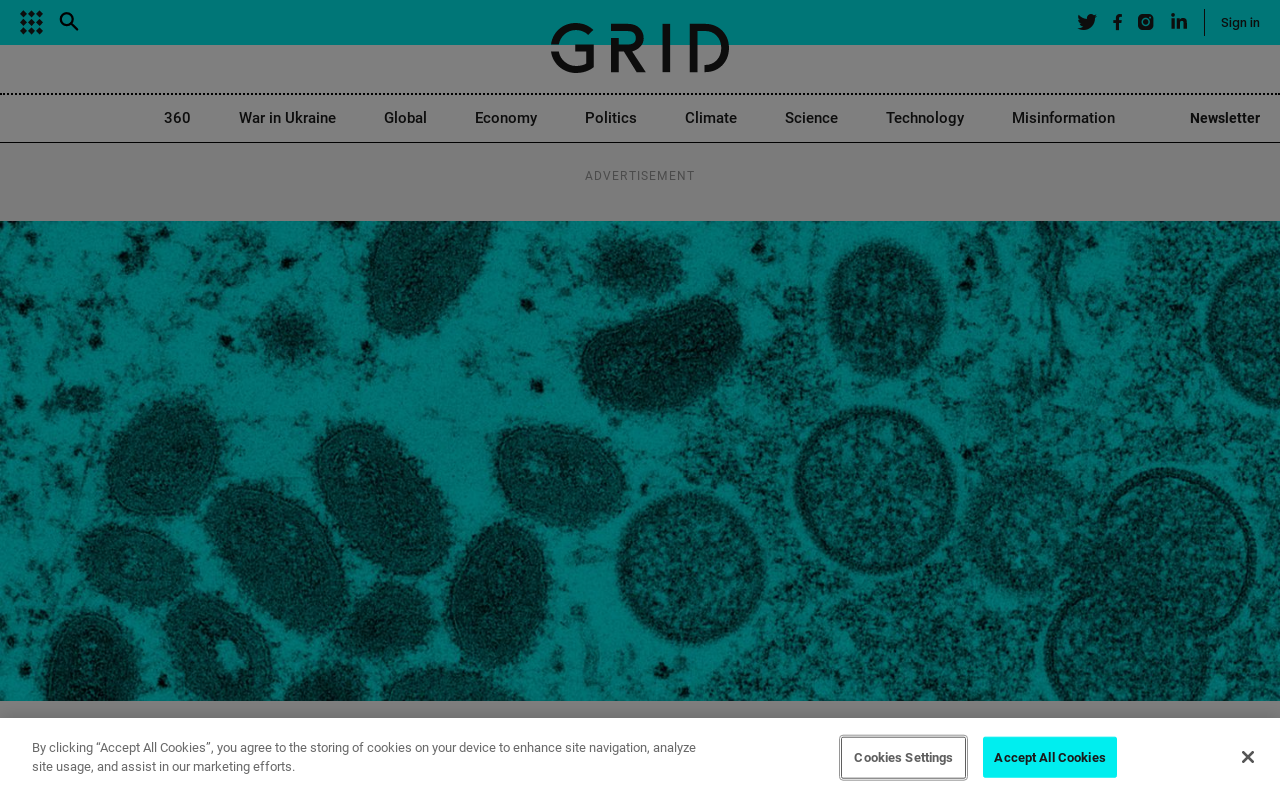 GRID
Sign in
360 War in Ukraine Global Economy Politics Climate Science Technology Misinformation Newsletter
ADVERTISEMENT
By clicking “Accept All Cookies”, you agree to the storing of cookies on your device to enhance site navigation, analyze
site usage, and assist in our marketing efforts.
Cookies Settings
Accept All Cookies